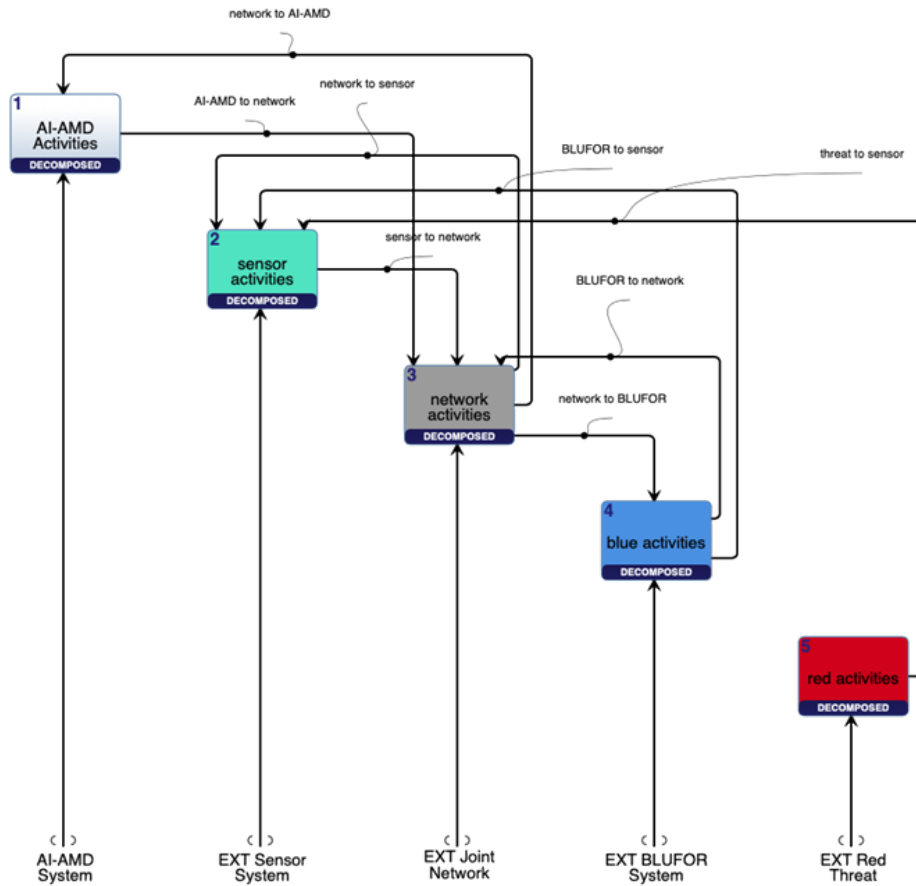 network to AI-AMD
network to sensor
1
AI-AMD to network
AI-AMD
Activities
DECOMPOSED
BLUFOR to sensor
threat to sensor
2
sensor
activities
DECOMPOSED
sensor to network
BLUFOR to network
3
network
activities
DECOMPOSED
network to BLUFOR
4
blue activities
DECOMPOSED
5
red activities
DECOMPOSED
AI-AMD
System
EXT Sensor
System
EXT Joint
Network
EXT BLUFOR
System
EXT Red
Threat